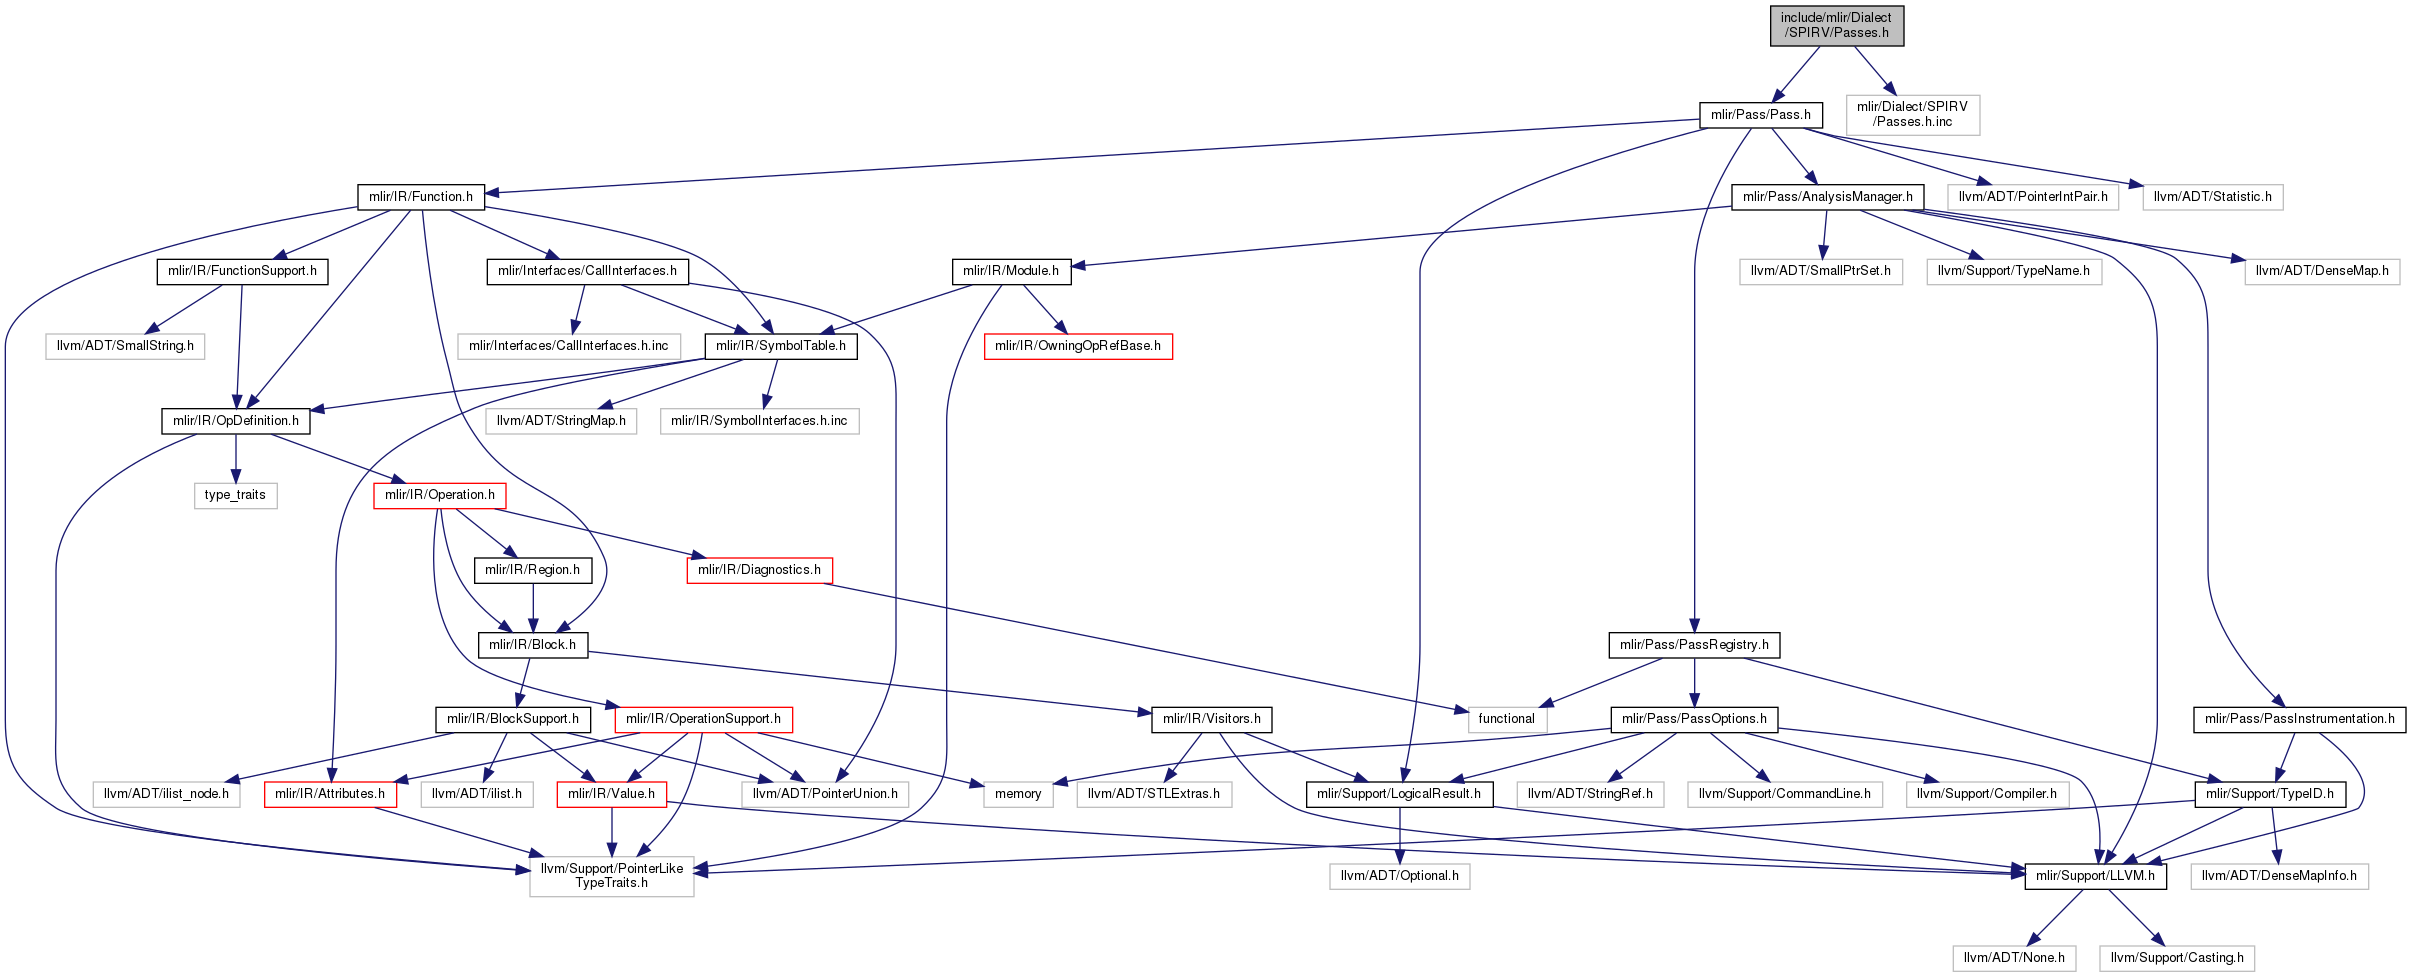 include/mlir/Dialect
/SPIRV/Passes.h
mlir/Pass/Pass.h
mlir/Dialect/SPIRV
/Passes.h.inc
mlir/IR/Function.h
mlir/Pass/AnalysisManager.h
llvm/ADT/PointerIntPair.h
llvm/ADT/Statistic.h
mlir/IR/FunctionSupport.h
mlir/Interfaces/CallInterfaces.h
mlir/IR/Module.h
llvm/ADT/SmallPtrSet.h
llvm/Support/TypeName.h
llvm/ADT/DenseMap.h
llvm/ADT/SmallString.h
mlir/Interfaces/CallInterfaces.h.inc
mlir/IR/SymbolTable.h
mlir/IR/OwningOpRefBase.h
mlir/IR/OpDefinition.h
llvm/ADT/StringMap.h
mlir/IR/SymbolInterfaces.h.inc
type_traits
mlir/IR/Operation.h
mlir/IR/Region.h
mlir/IR/Diagnostics.h
mlir/IR/Block.h
mlir/Pass/PassRegistry.h
mlir/IR/BlockSupport.h
mlir/IR/OperationSupport.h
mlir/IR/Visitors.h
functional
mlir/Pass/PassOptions.h
mlir/Pass/PassInstrumentation.h
llvm/ADT/ilist_node.h
mlir/IR/Attributes.h
llvm/ADT/ilist.h
mlir/IR/Value.h
llvm/ADT/PointerUnion.h
memory
llvm/ADT/STLExtras.h
mlir/Support/LogicalResult.h
llvm/ADT/StringRef.h
llvm/Support/CommandLine.h
llvm/Support/Compiler.h
mlir/Support/TypeID.h
llvm/Support/PointerLike
TypeTraits.h
llvm/ADT/Optional.h
mlir/Support/LLVM.h
llvm/ADT/DenseMapInfo.h
llvm/ADT/None.h
llvm/Support/Casting.h